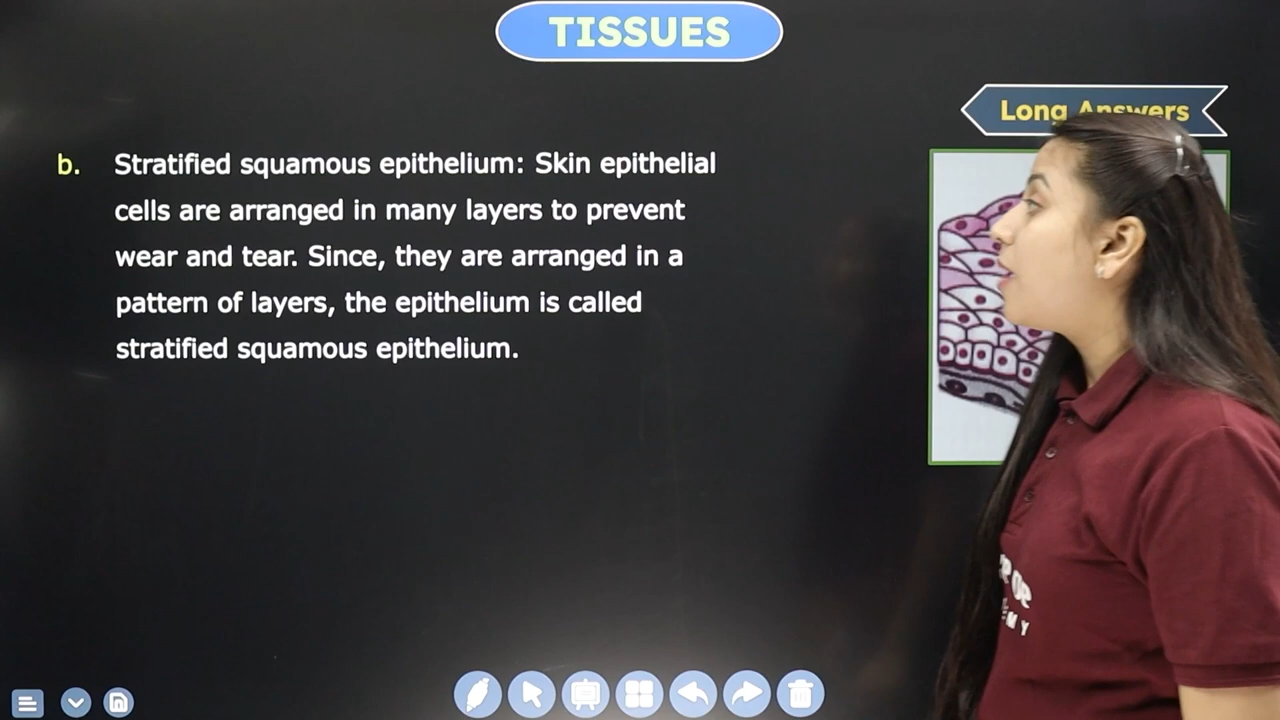 TISSUES
Long Answers
b. Stratified squamous epithelium: Skin epithelial
cells are arranged in many layers to prevent
wear and tear. Since, they are arranged in a
pattern of layers, the epithelium is called
stratified squamous epithelium.